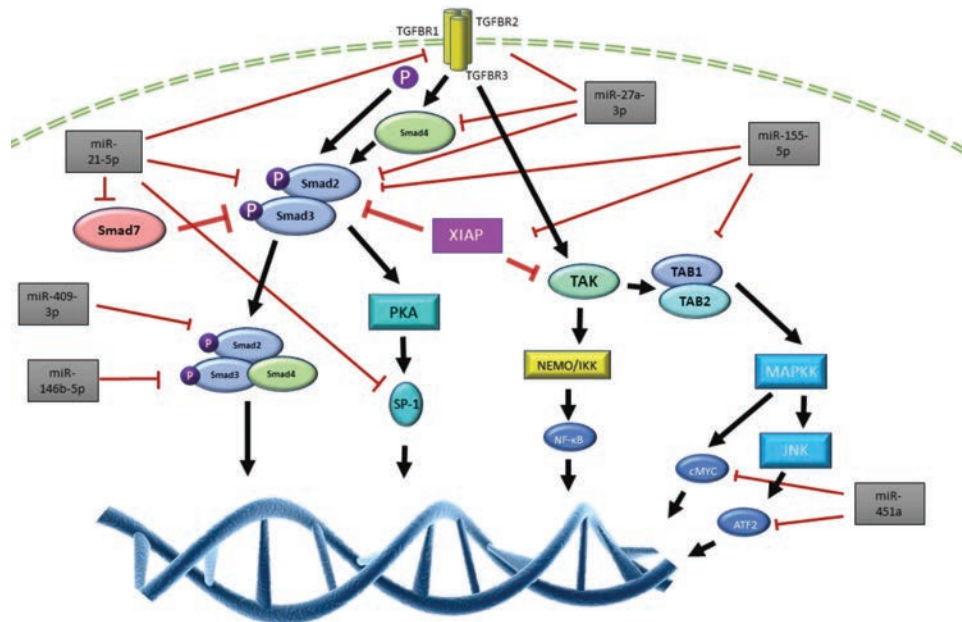 TGFBR1
TGFBR2
TGFBR3
P
Smad4
miR-27a-
3p
miR-
21-5p
miR-155-
5p
P
Smad2
P
Smad3
Smad7
XIAP
TAK
TAB1
TAB2
miR-409-
3p
PKA
P
Smad2
P
Smad3
Smad4
miR-
146b-5p
NEMO/IKK
MAPKK
SP-1
NF-κB
JNK
cMYC
miR-
451a
ATF2